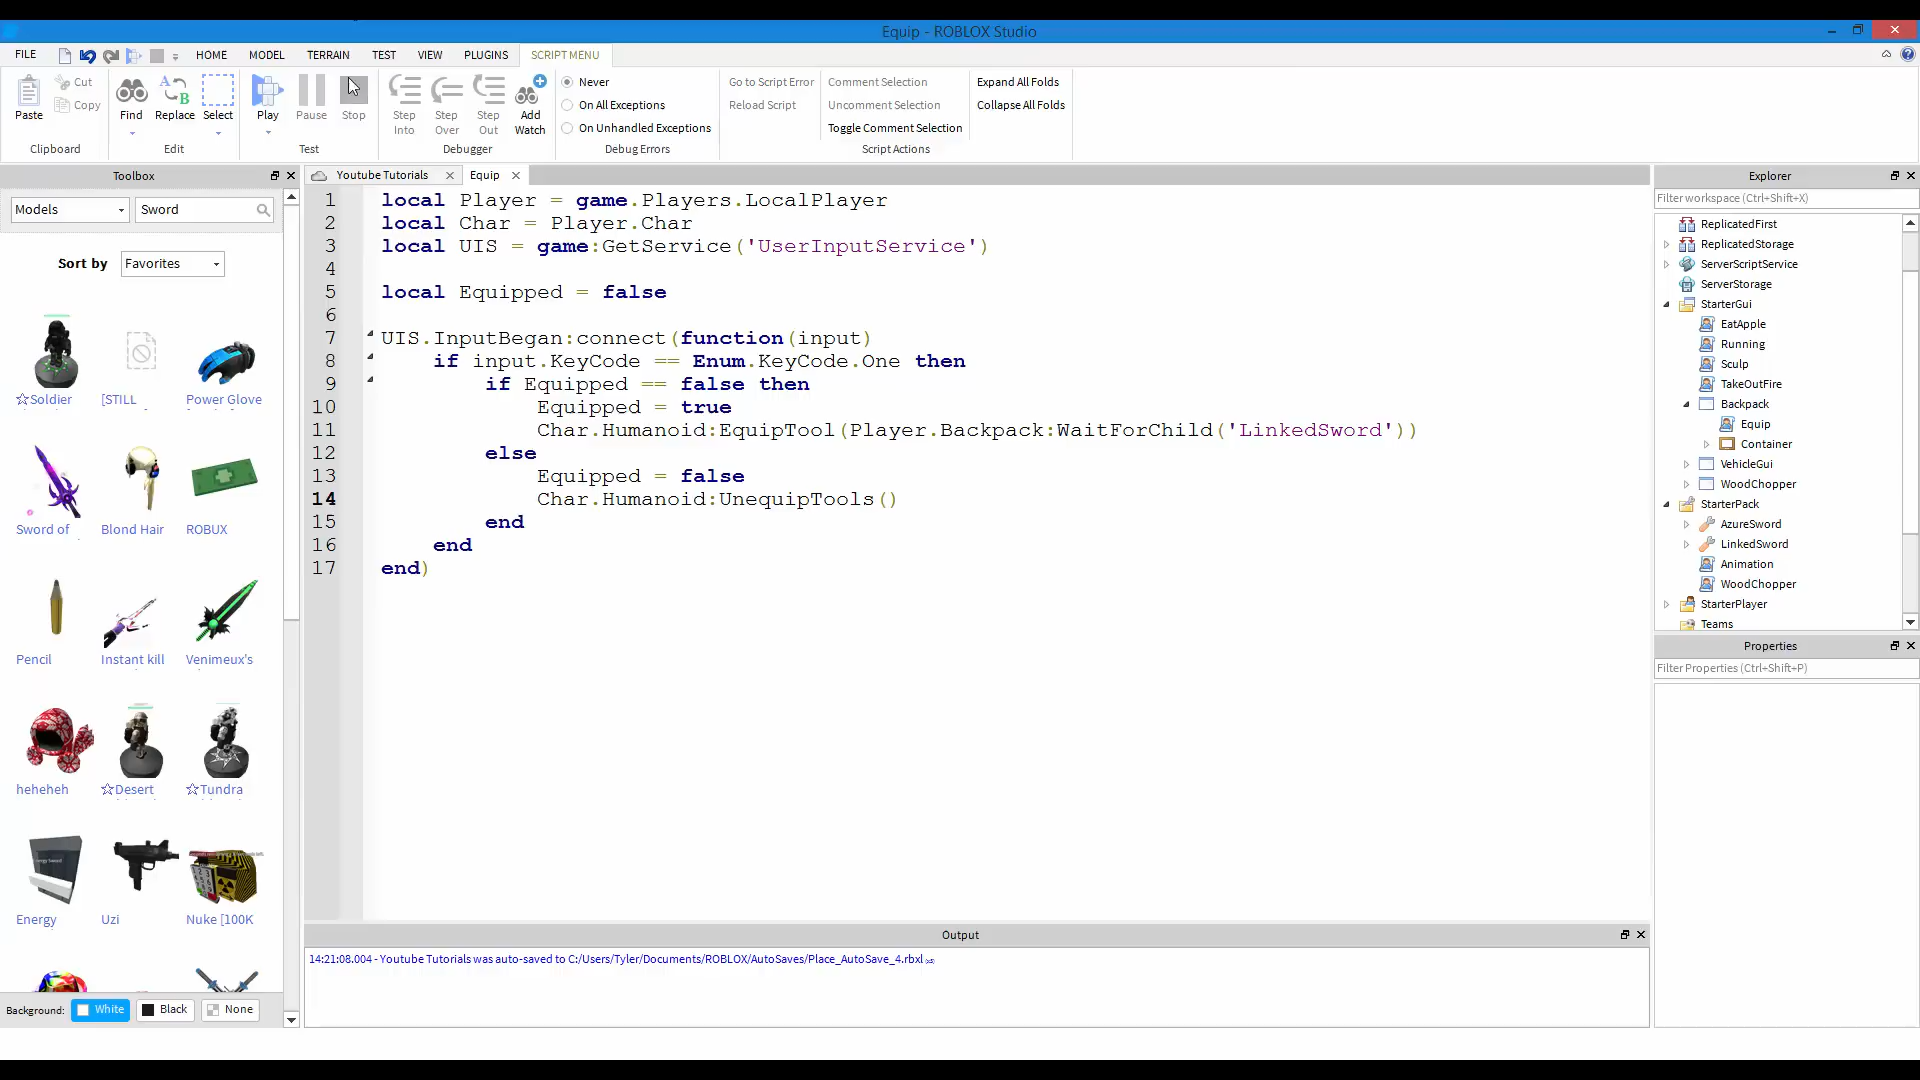 Equip - ROBLOX Studio
FILE HOME MODEL TERRAIN TEST VIEW PLUGINS SCRIPT MENU
Paste
Cut
Copy
Clipboard
Find
Replace
Select
Edit
Play
Pause
Stop
Test
Step Into
Step Over
Step Out
Add Watch
Debugger
Never
On All Exceptions
On Unhandled Exceptions
Debug Errors
Go to Script Error
Reload Script
Comment Selection
Uncomment Selection
Toggle Comment Selection
Script Actions
Expand All Folds
Collapse All Folds
Toolbox
Models
Sword
Sort by Favorites
Soldier
[STILL
Power Glove
Sword of
Blond Hair
ROBUX
Pencil
Instant kill
Venimeux's
heheheh
Desert
Tundra
Energy
Uzi
Nuke [100K
Background: White Black None
Youtube Tutorials
Equip
1 local Player = game.Players.LocalPlayer
2 local Char = Player.Char
3 local UIS = game:GetService('UserInputService')
4
5 local Equipped = false
6
7 UIS.InputBegan:connect(function(input)
8 if input.KeyCode == Enum.KeyCode.One then
9 if Equipped == false then
10 Equipped = true
11 Char.Humanoid:EquipTool(Player.Backpack:WaitForChild('LinkedSword'))
12 else
13 Equipped = false
14 Char.Humanoid:UnequipTools()
15 end
16 end
17 end)
Output
14:21:08.004 - Youtube Tutorials was auto-saved to C:/Users/Tyler/Documents/ROBLOX/AutoSaves/Place_AutoSave_4.rbxl
Explorer
Filter workspace (Ctrl+Shift+X)
ReplicatedFirst
ReplicatedStorage
ServerScriptService
ServerStorage
StarterGui
EatApple
Running
Sculp
TakeOutFire
Backpack
Equip
Container
VehicleGui
WoodChopper
StarterPack
AzureSword
LinkedSword
Animation
WoodChopper
StarterPlayer
Teams
Properties
Filter Properties (Ctrl+Shift+P)